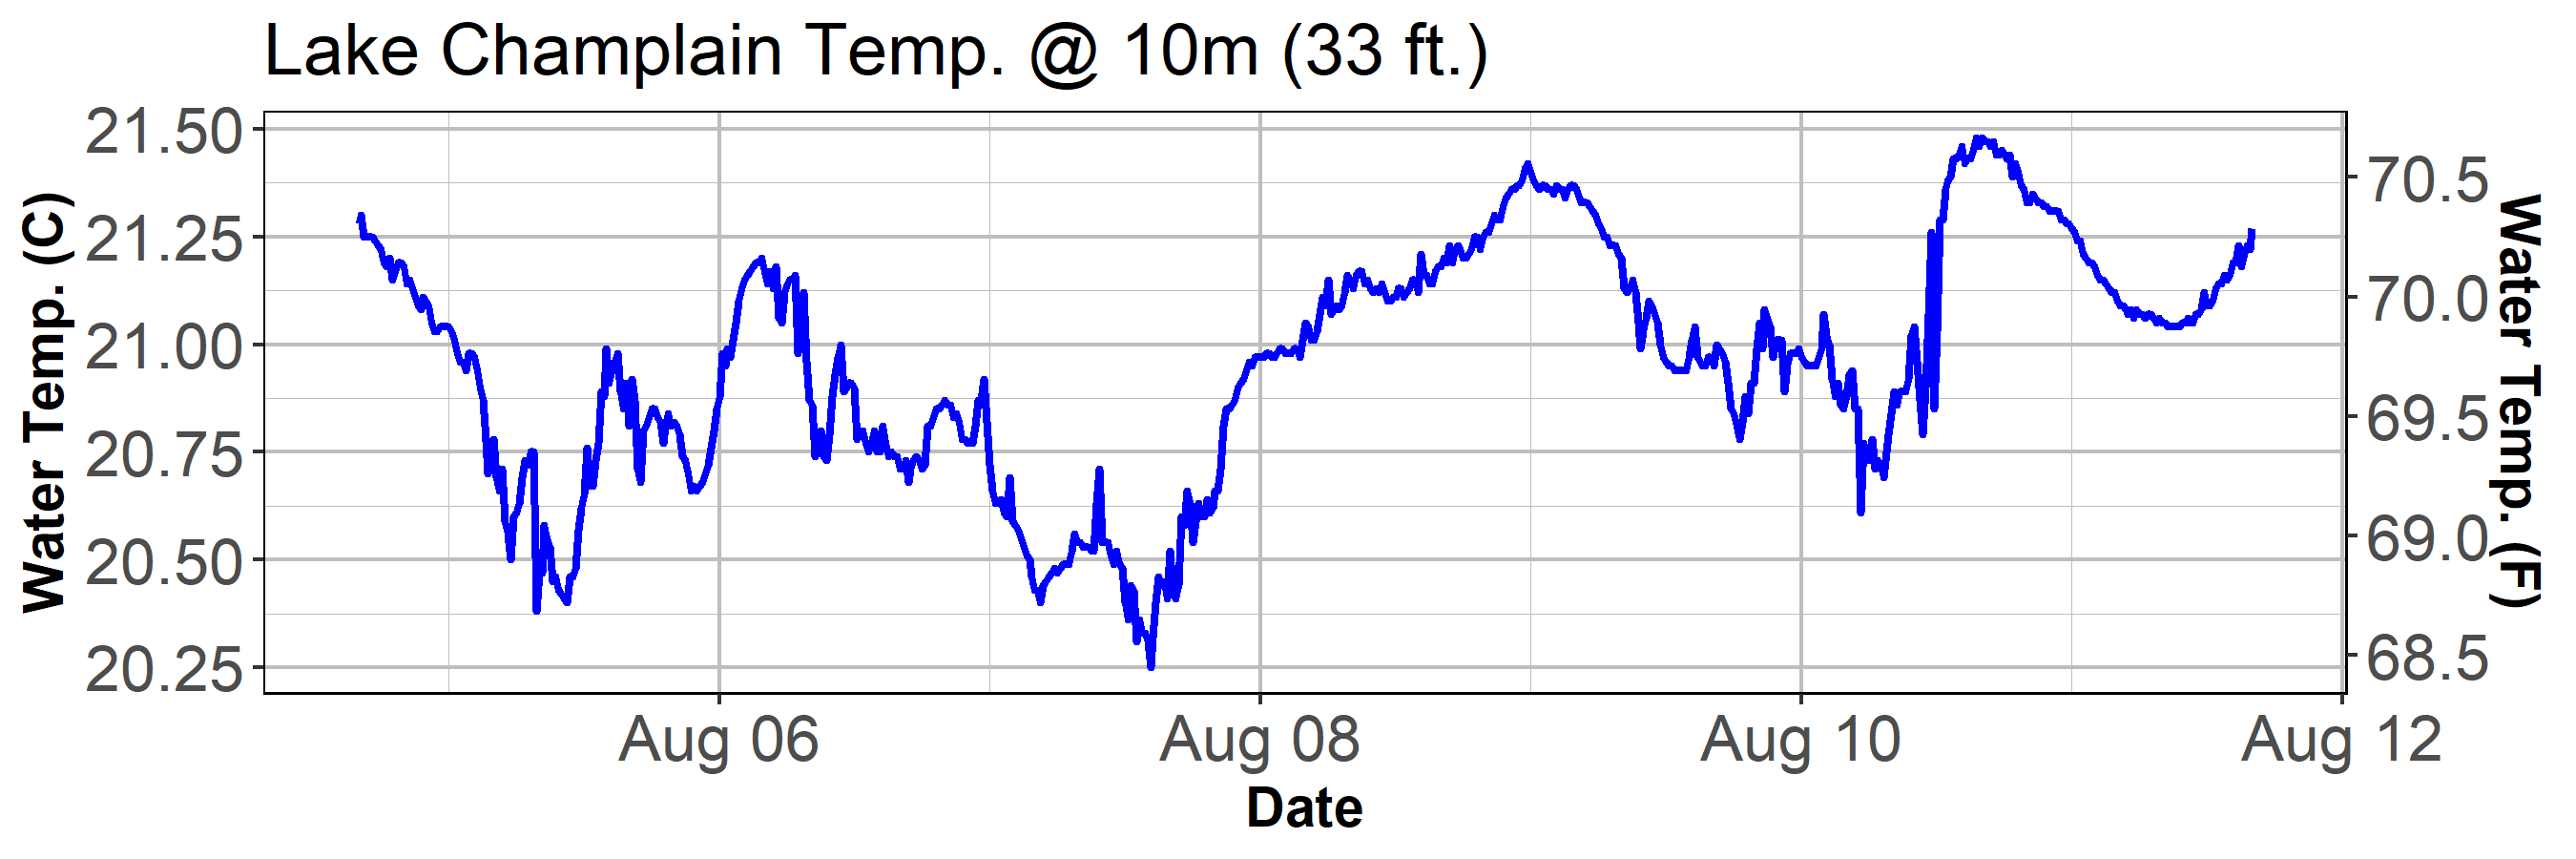 Lake Champlain Temp. @ 10m (33 ft.)
Water Temp. (C)
21.50
21.25
21.00
20.75
20.50
20.25
70.5
70.0
69.5
69.0
68.5
Water Temp. (F)
Aug 06
Aug 08
Aug 10
Aug 12
Date